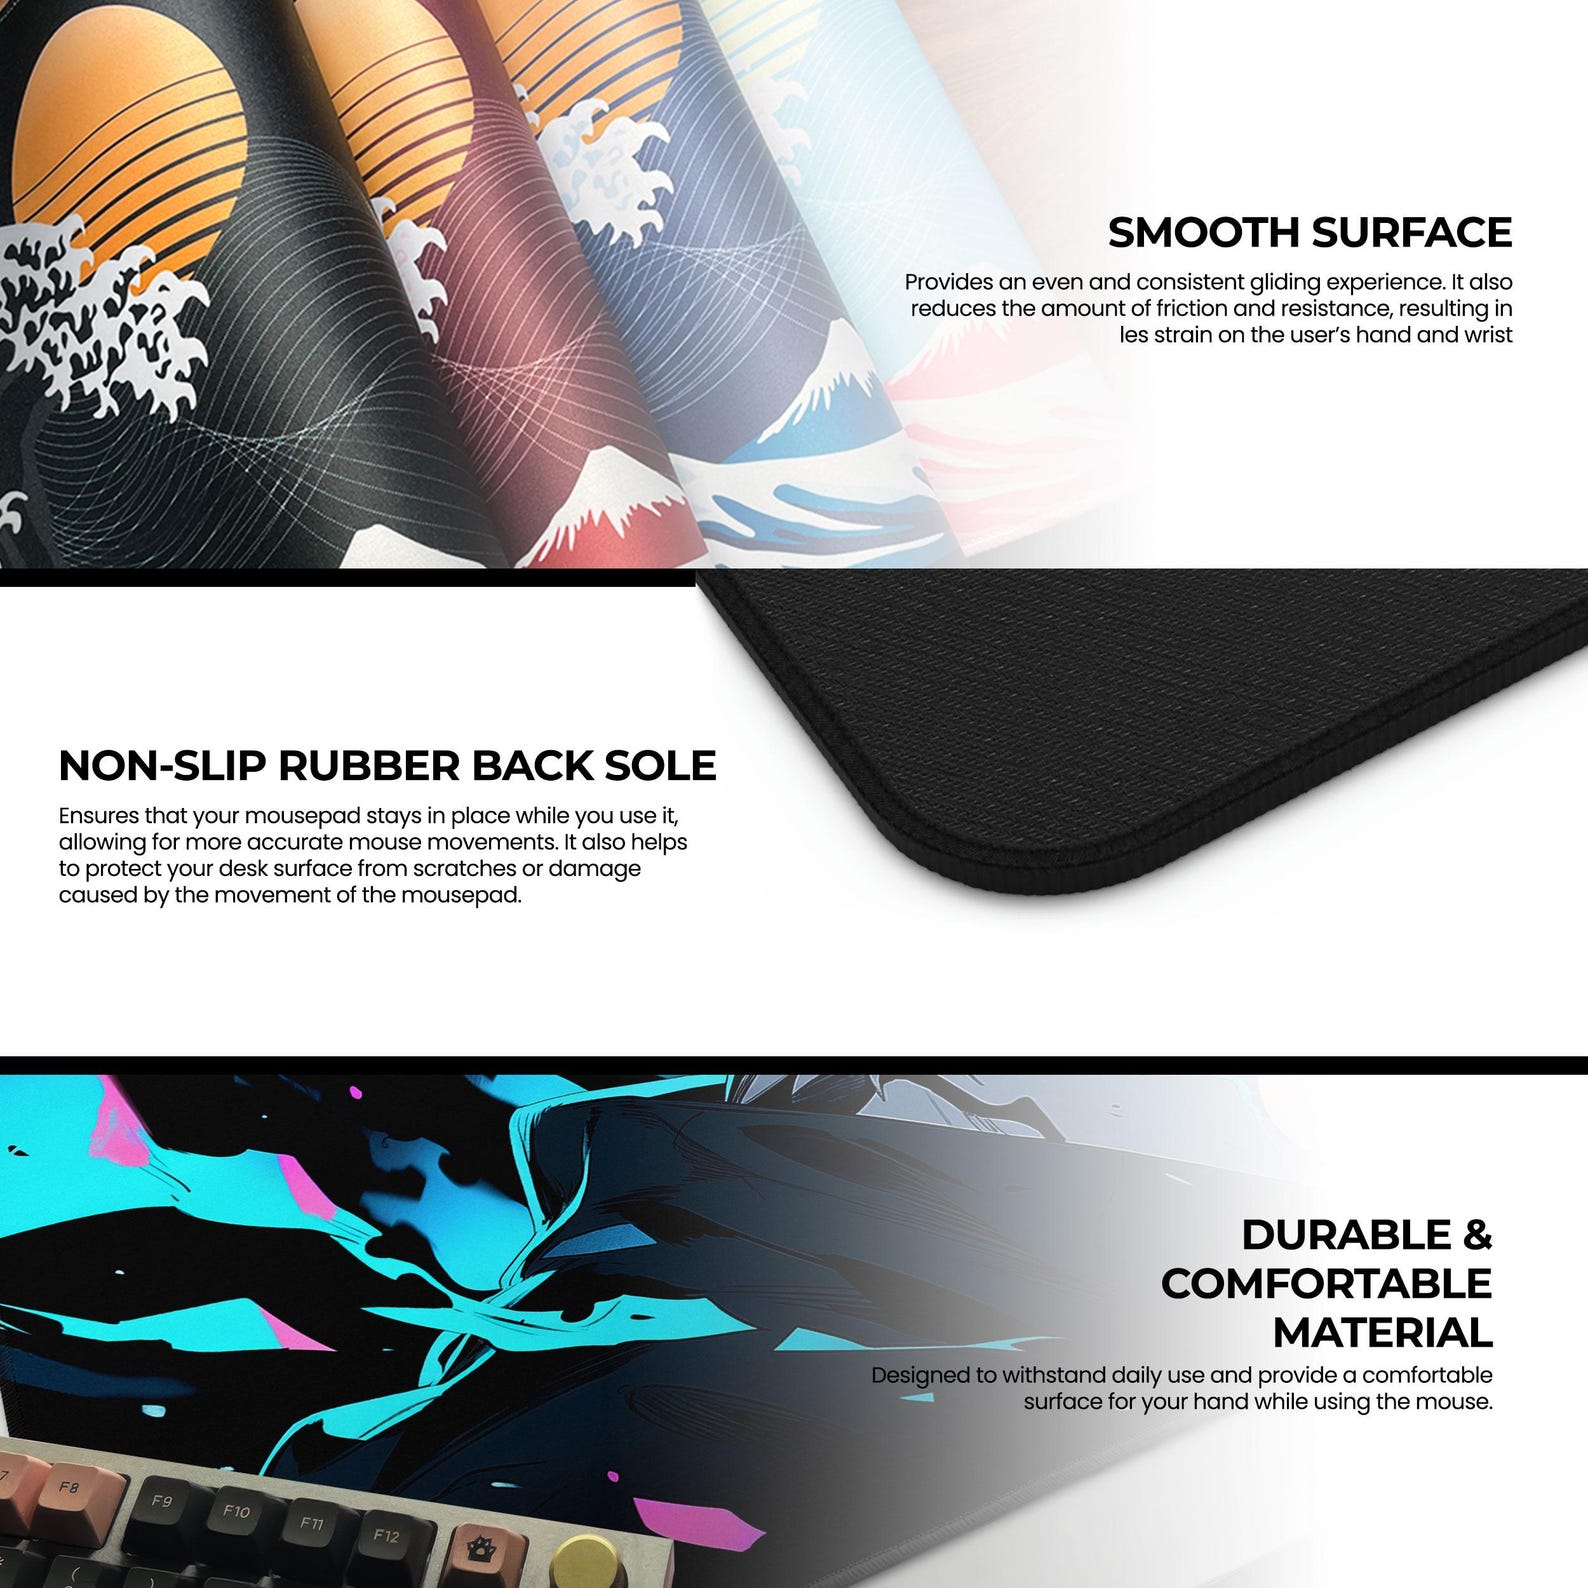 SMOOTH SURFACE
Provides an even and consistent gliding experience. It also
reduces the amount of friction and resistance, resulting in
les strain on the user's hand and wrist
NON-SLIP RUBBER BACK SOLE
Ensures that your mousepad stays in place while you use it,
allowing for more accurate mouse movements. It also helps
to protect your desk surface from scratches or damage
caused by the movement of the mousepad.
DURABLE &
COMFORTABLE
MATERIAL
Designed to withstand daily use and provide a comfortable
surface for your hand while using the mouse.
7 F8 F9 F10 F11 F12